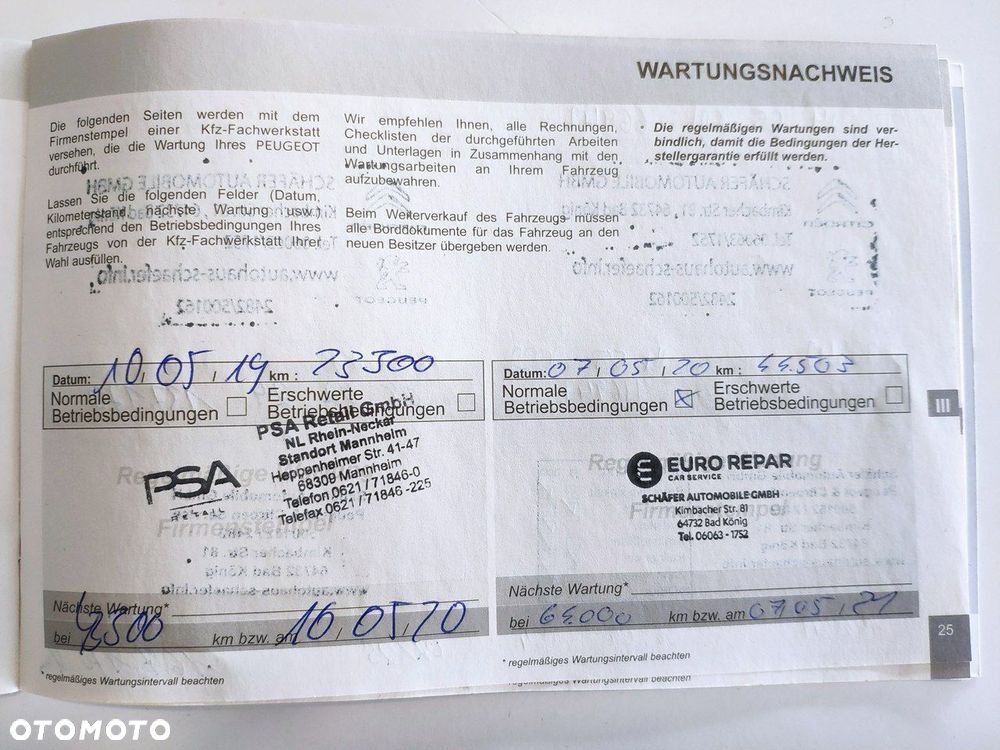 WARTUNGSNACHWEIS
Die folgenden Seiten werden mit dem
Firmenstempel einer Kfz-Fachwerkstatt
versehen, die die Wartung Ihres PEUGEOT
durchführt.
Lassen Sie die folgenden Felder (Datum,
Kilometerstand, nächste Wartung usw.)
entsprechend den Betriebsbedingungen Ihres
Fahrzeugs von der Kfz-Fachwerkstatt Ihrer
Wahl ausfüllen.
Wir empfehlen Ihnen, alle Rechnungen,
Checklisten der durchgeführten Arbeiten
und Unterlagen in Zusammenhang mit den
Wartungsarbeiten an Ihrem Fahrzeug
aufzubewahren.
Beim Weiterverkauf des Fahrzeugs müssen
alle Borddokumente für das Fahrzeug an den
neuen Besitzer übergeben werden.
• Die regelmäßigen Wartungen sind ver-
bindlich, damit die Bedingungen der Her-
stellergarantie erfüllt werden.
Datum: 10, 05, 19 km : 23500
Normale
Betriebsbedingungen
Erschwerte
Betriebsbedingungen
PSA Retail GmbH
NL Rhein-Neckar
Standort Mannheim
Heppenheimer Str. 41-47
68309 Mannheim
Telefon 0621 / 71846-0
Telefax 0621 / 71846-225
PSA
RETAIL
Firmenstempel
Nächste Wartung*
bei 42500 km bzw. am 10, 05, 20
* regelmäßiges Wartungsintervall beachten
Datum: 07, 05, 20 km : 44.503
Normale
Betriebsbedingungen
Erschwerte
Betriebsbedingungen
EURO REPAR
CAR SERVICE
SCHÄFER AUTOMOBILE GMBH
Kimbacher Str. 81
64732 Bad König
Tel. 06063 - 1752
Nächste Wartung*
bei 64.000 km bzw. am 07, 05, 21
* regelmäßiges Wartungsintervall beachten
III
25
OTOMOTO